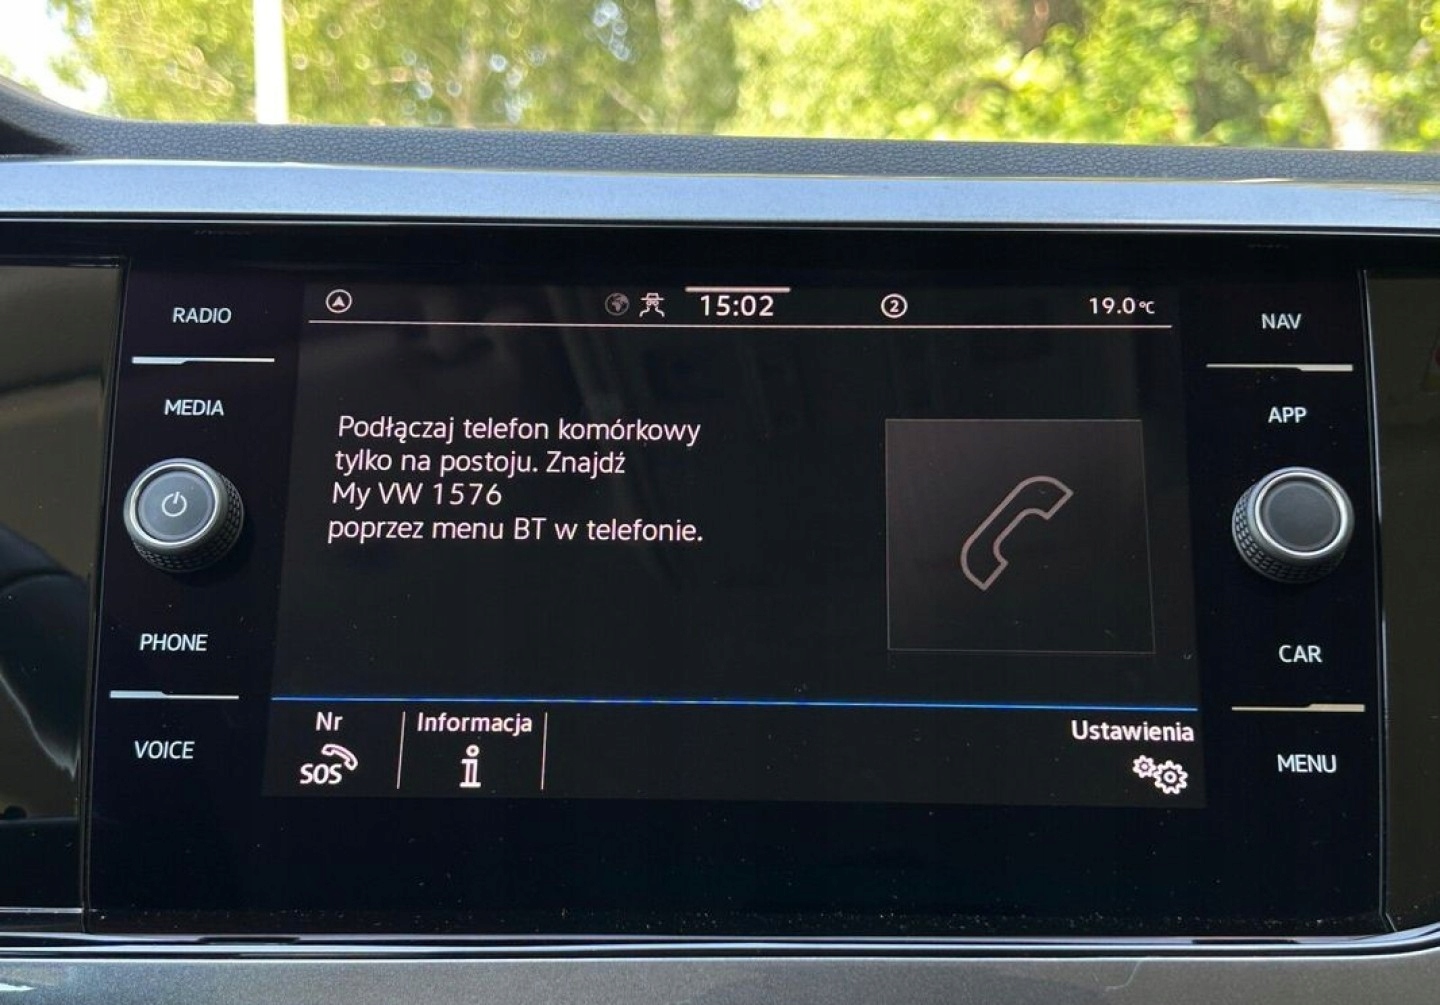 RADIO
MEDIA
PHONE
VOICE
15:02
2
19.0°C
Podłączaj telefon komórkowy
tylko na postoju. Znajdź
My VW 1576
poprzez menu BT w telefonie.
Nr
SOS
Informacja
i
Ustawienia
NAV
APP
CAR
MENU